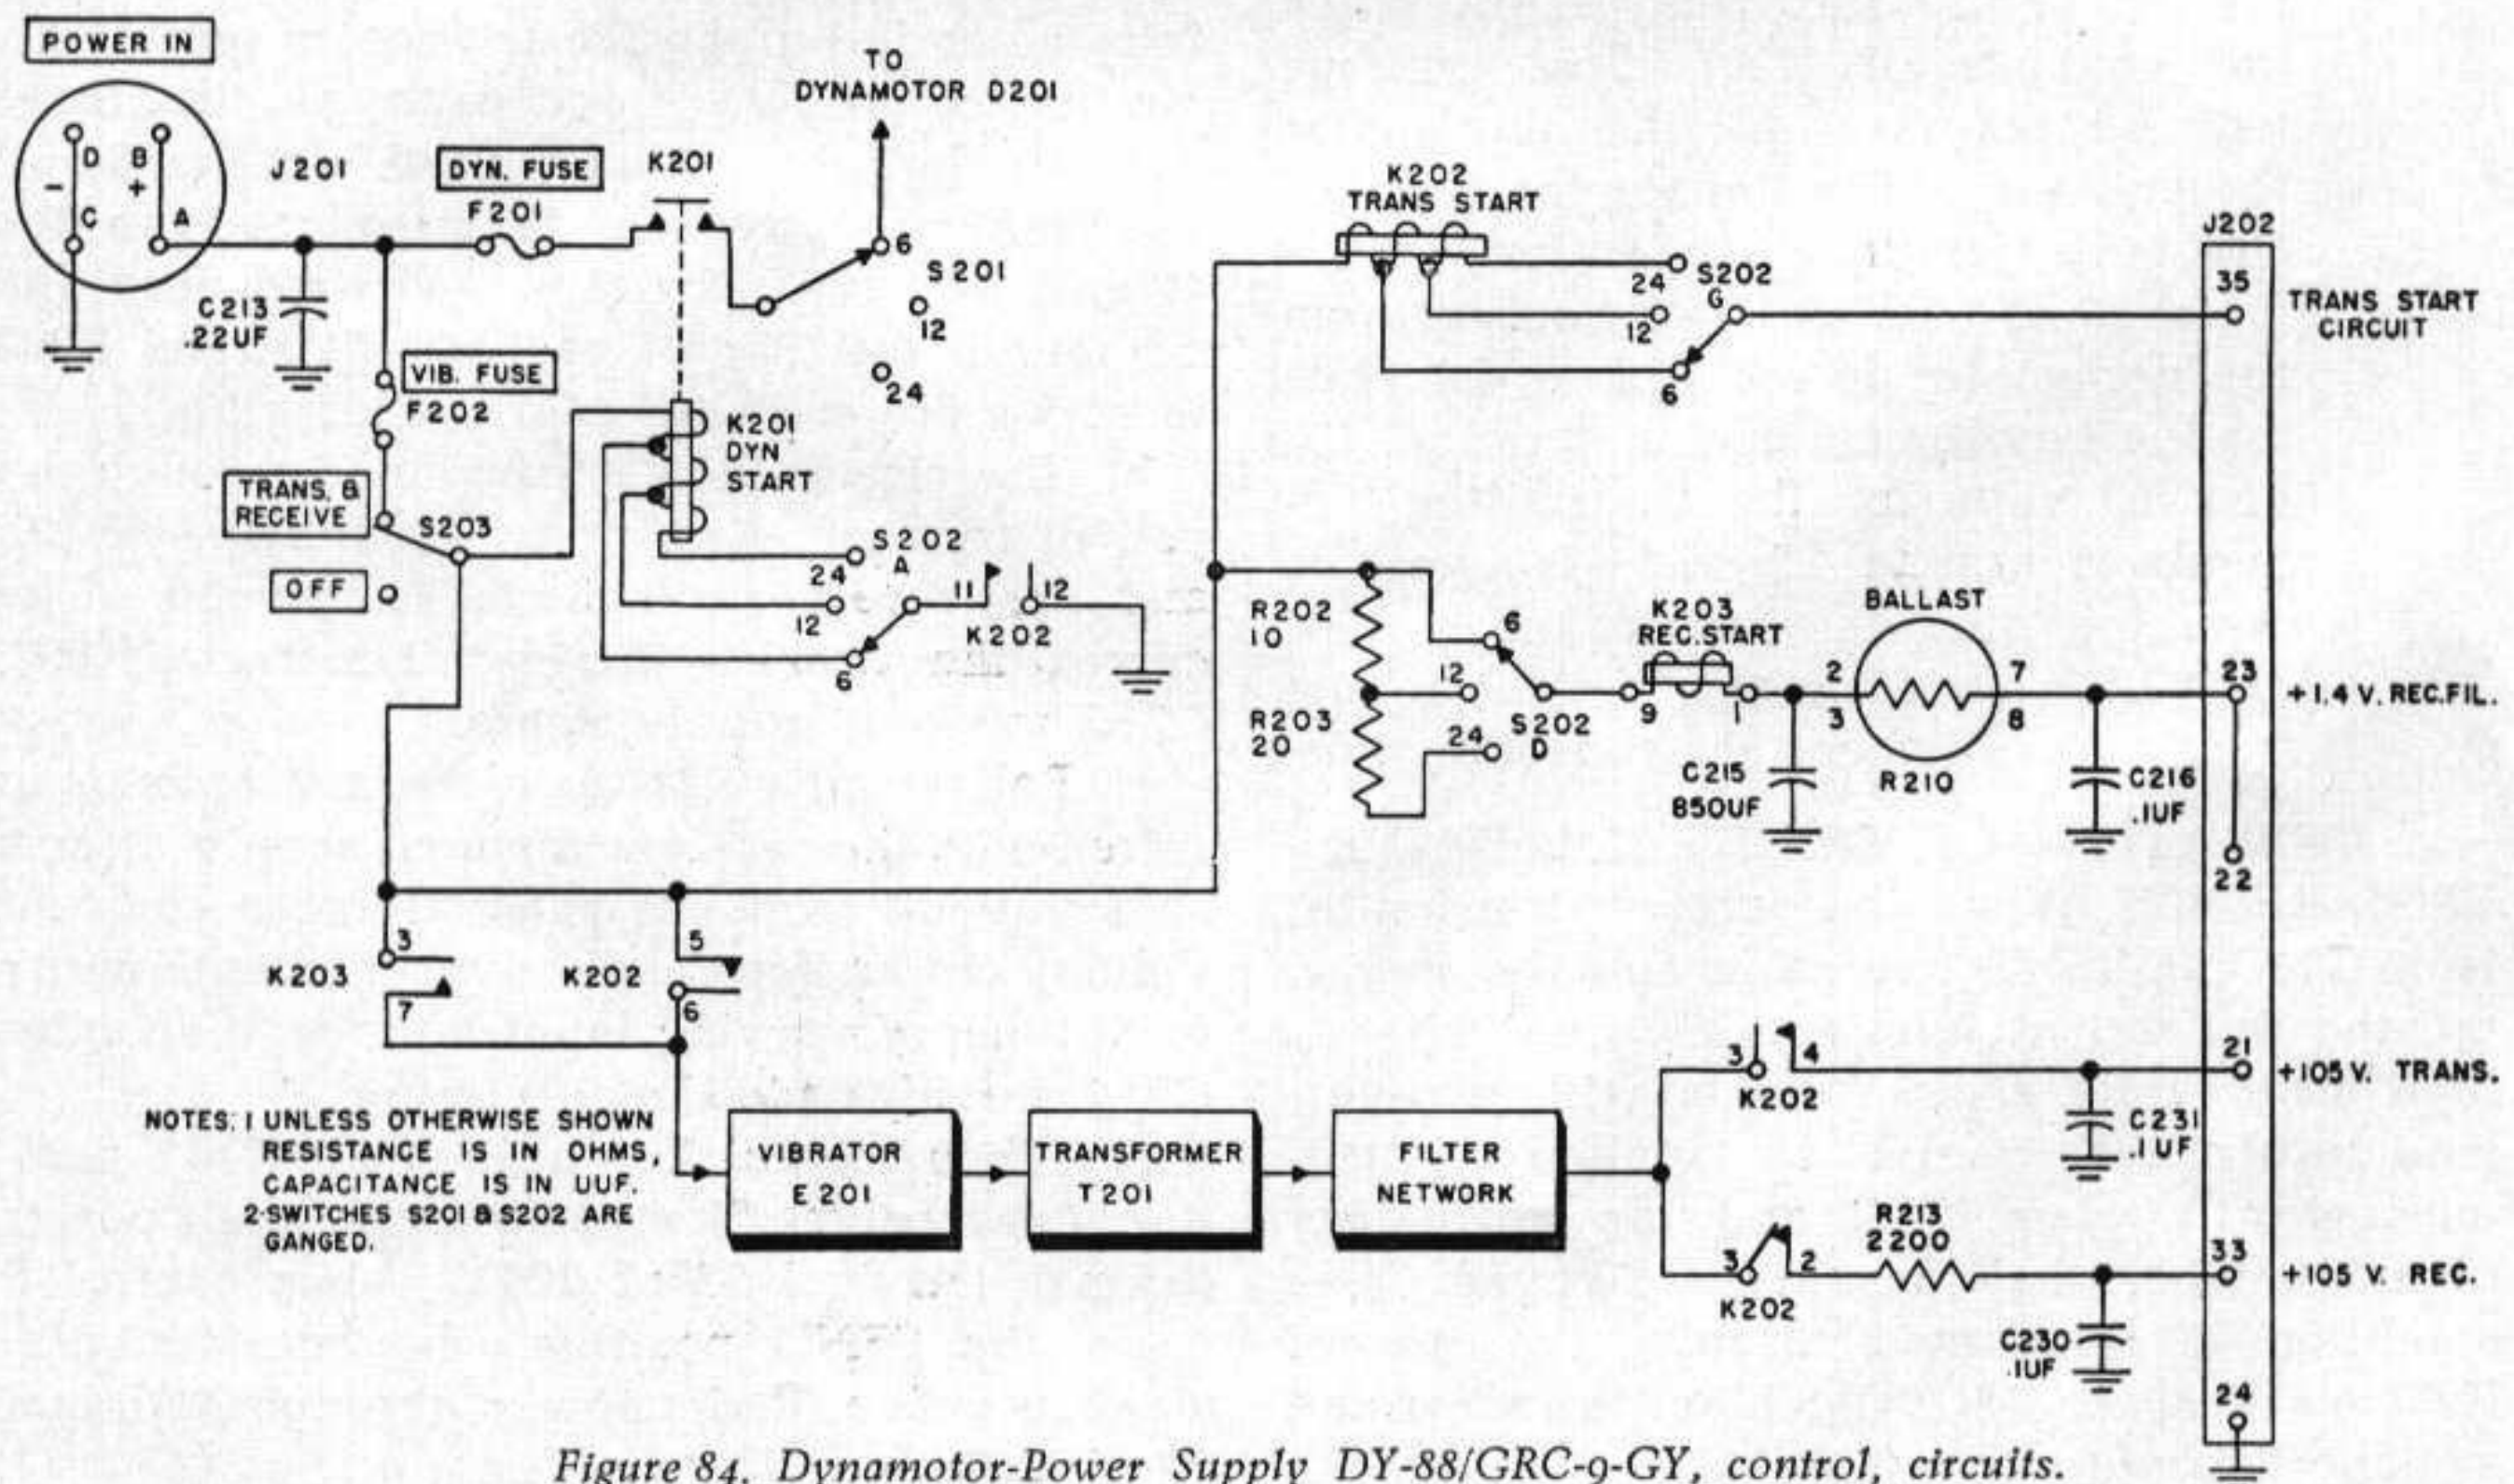 POWER IN
D
B
-
+
C
A
J201
DYN. FUSE
F201
K201
TO
DYNAMOTOR D201
6
S201
12
24
C213
.22UF
VIB. FUSE
F202
TRANS. &
RECEIVE
S203
OFF
K201
DYN
START
S202
A
24
12
6
11
12
K202
K202
TRANS START
24
S202
G
12
6
J202
35
TRANS START
CIRCUIT
R202
10
R203
20
6
12
24
S202
D
K203
REC.START
9
1
C215
850UF
BALLAST
2
3
7
8
R210
C216
.1UF
23
+1.4 V. REC.FIL.
22
K203
3
7
K202
5
6
NOTES: 1 UNLESS OTHERWISE SHOWN
RESISTANCE IS IN OHMS,
CAPACITANCE IS IN UUF.
2-SWITCHES S201 & S202 ARE
GANGED.
VIBRATOR
E201
TRANSFORMER
T201
FILTER
NETWORK
3
4
K202
21
+105 V. TRANS.
C231
.1UF
3
2
K202
R213
2200
33
+105 V. REC.
C230
.1UF
24
Figure 84. Dynamotor-Power Supply DY-88/GRC-9-GY, control, circuits.